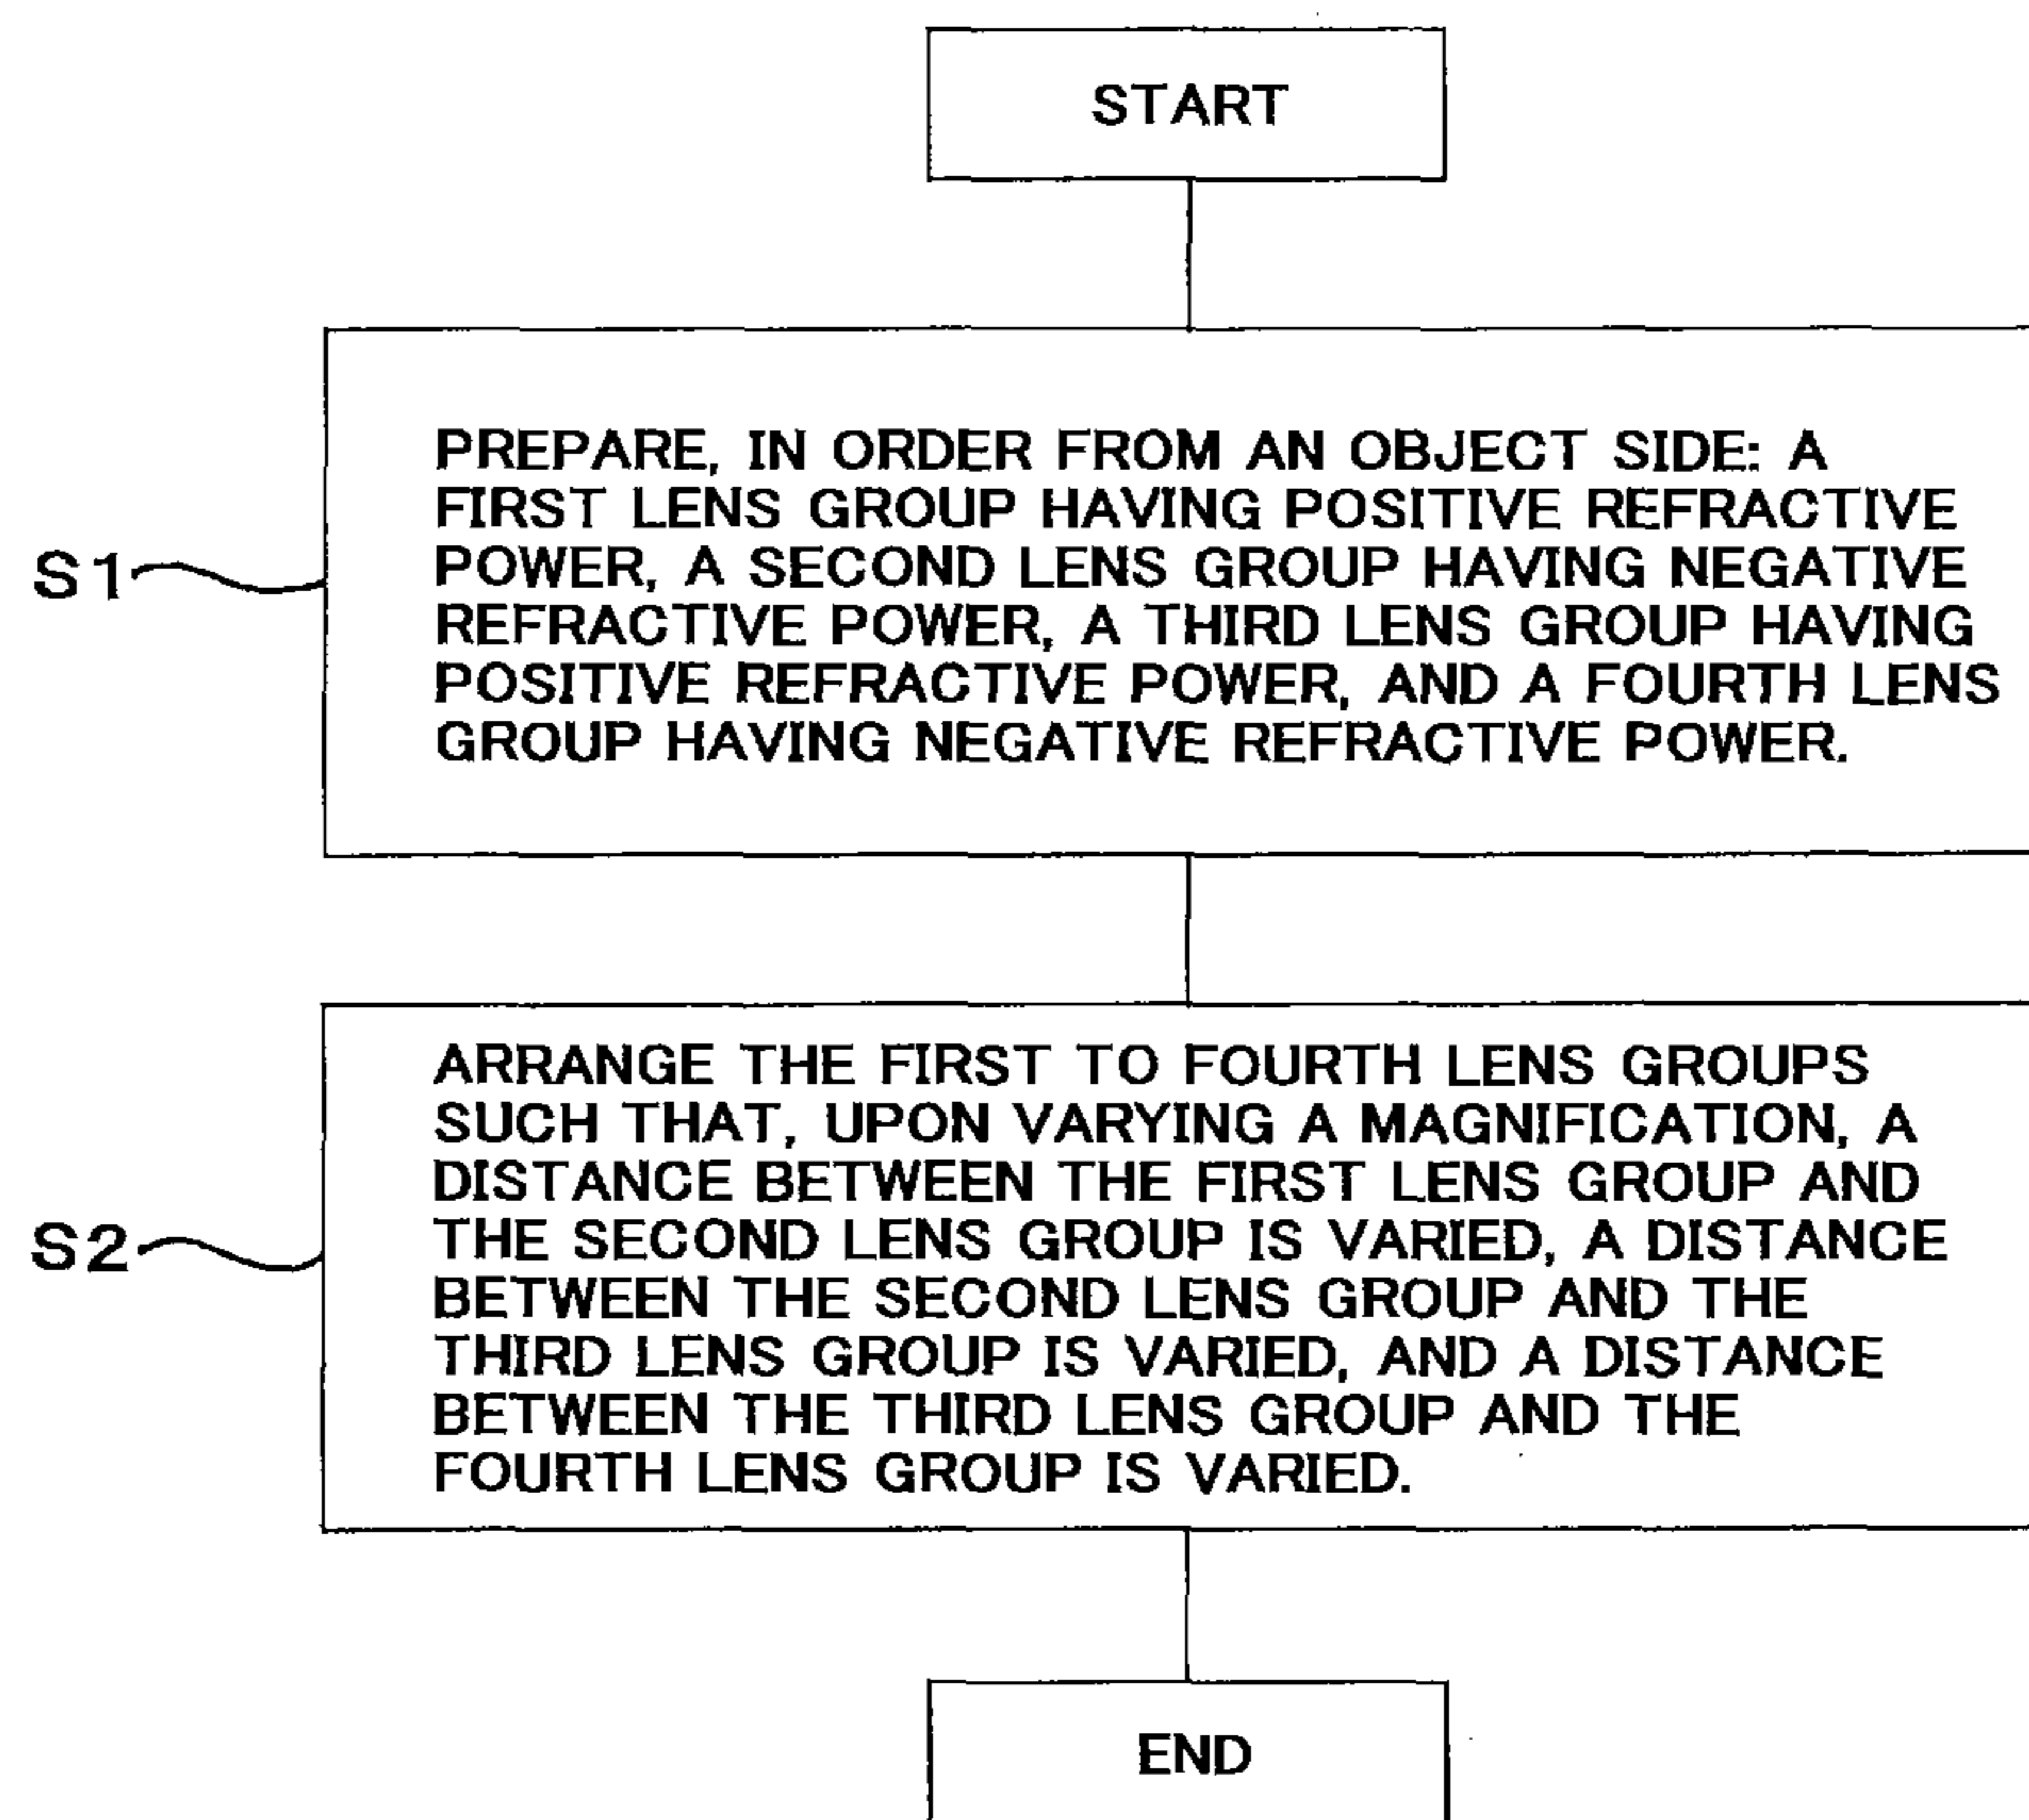 START
S1
PREPARE, IN ORDER FROM AN OBJECT SIDE: A
FIRST LENS GROUP HAVING POSITIVE REFRACTIVE
POWER, A SECOND LENS GROUP HAVING NEGATIVE
REFRACTIVE POWER, A THIRD LENS GROUP HAVING
POSITIVE REFRACTIVE POWER, AND A FOURTH LENS
GROUP HAVING NEGATIVE REFRACTIVE POWER.
S2
ARRANGE THE FIRST TO FOURTH LENS GROUPS
SUCH THAT, UPON VARYING A MAGNIFICATION, A
DISTANCE BETWEEN THE FIRST LENS GROUP AND
THE SECOND LENS GROUP IS VARIED, A DISTANCE
BETWEEN THE SECOND LENS GROUP AND THE
THIRD LENS GROUP IS VARIED, AND A DISTANCE
BETWEEN THE THIRD LENS GROUP AND THE
FOURTH LENS GROUP IS VARIED.
END